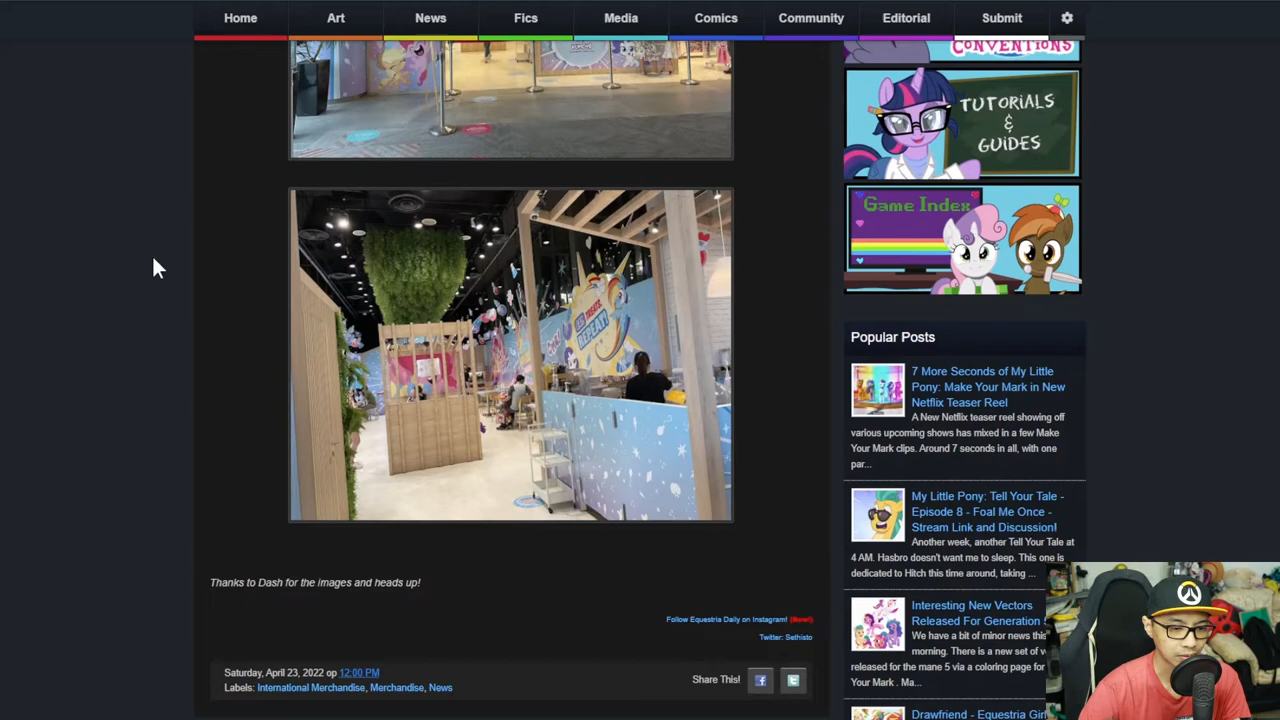 Home Art News Fics Media Comics Community Editorial Submit
CONVENTIONS
TUTORIALS
&
GUIDES
Game Index
EAT. TREATS.
REPEAT!
Popular Posts
7 More Seconds of My Little
Pony: Make Your Mark in New
Netflix Teaser Reel
A New Netflix teaser reel showing off
various upcoming shows has mixed in a few Make
Your Mark clips. Around 7 seconds in all, with one
par...
My Little Pony: Tell Your Tale -
Episode 8 - Foal Me Once -
Stream Link and Discussion!
Another week, another Tell Your Tale at
4 AM. Hasbro doesn't want me to sleep. This one is
dedicated to Hitch this time around, taking ...
Interesting New Vectors
Released For Generation
We have a bit of minor news this
morning. There is a new set of
released for the mane 5 via a coloring page for
Your Mark . Ma...
Drawfriend - Equestria Girl
Thanks to Dash for the images and heads up!
Follow Equestria Daily on Instagram! (New!)
Twitter: Sethisto
Saturday, April 23, 2022 op 12:00 PM
Labels: International Merchandise, Merchandise, News
Share This!